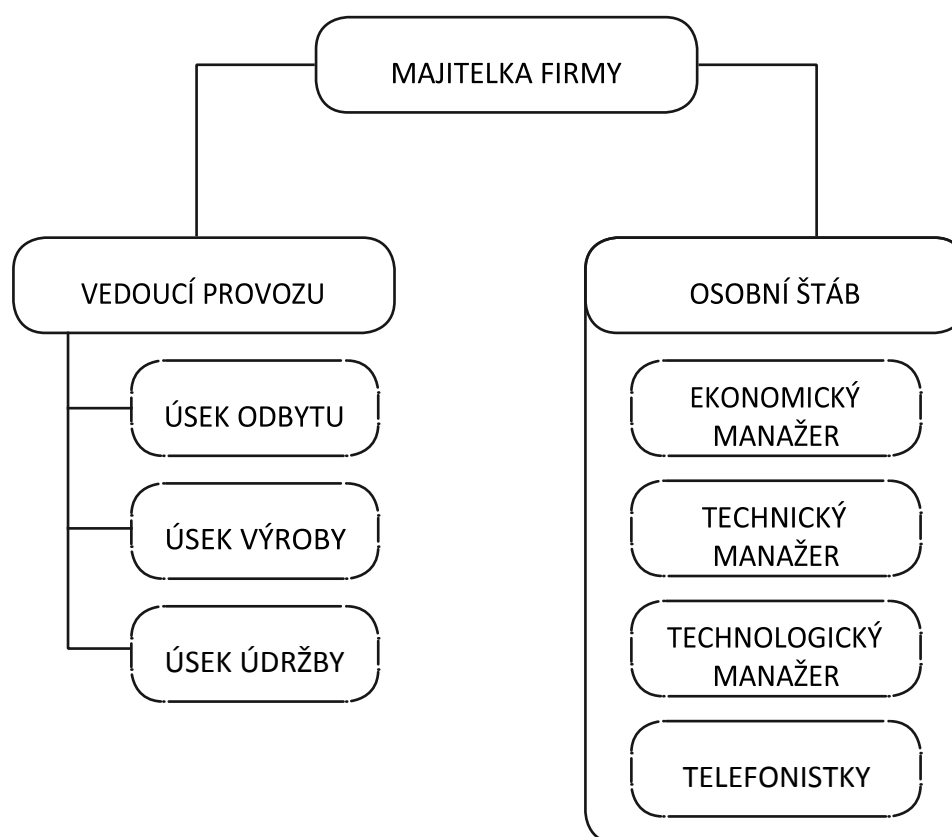 MAJITELKA FIRMY
VEDOUCÍ PROVOZU
ÚSEK ODBYTU
ÚSEK VÝROBY
ÚSEK ÚDRŽBY
OSOBNÍ ŠTÁB
EKONOMICKÝ
MANAŽER
TECHNICKÝ
MANAŽER
TECHNOLOGICKÝ
MANAŽER
TELEFONISTKY